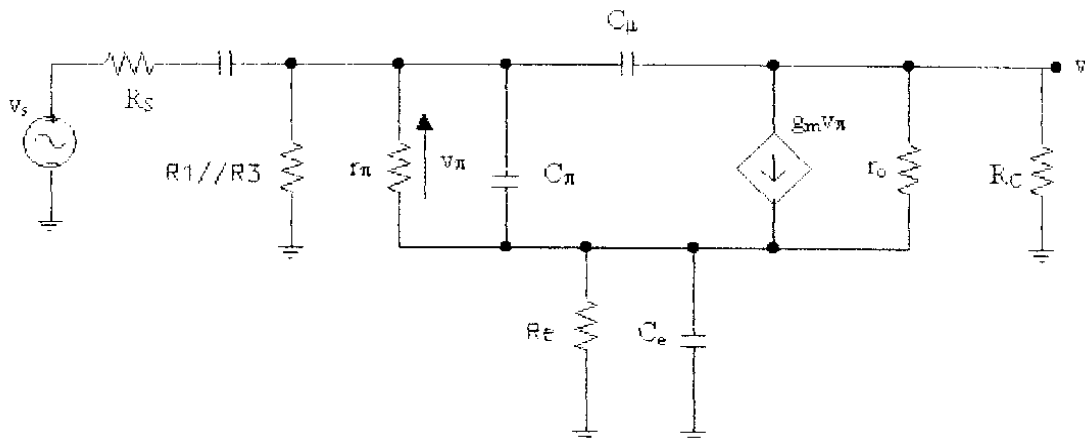 Cμ
v
Rs
vs
gmvπ
R1//R3
rπ
vπ
Cπ
ro
RC
RE
Ce